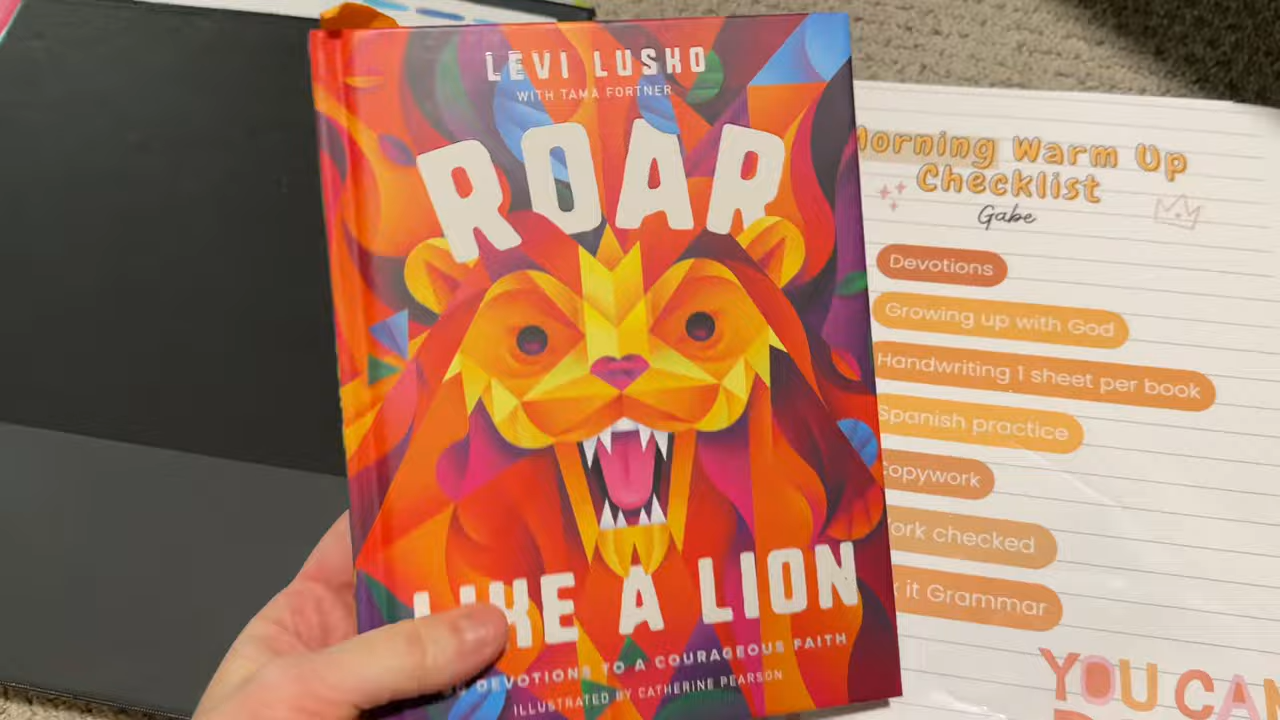 LEVI LUSKO
WITH TAMA FORTNER
ROAR
LIKE A LION
DEVOTIONS TO A COURAGEOUS FAITH
ILLUSTRATED BY CATHERINE PEARSON
Morning Warm Up
Checklist
Gabe
Devotions
Growing up with God
Handwriting 1 sheet per book
Spanish practice
opywork
ork checked
it Grammar
YOU CAN